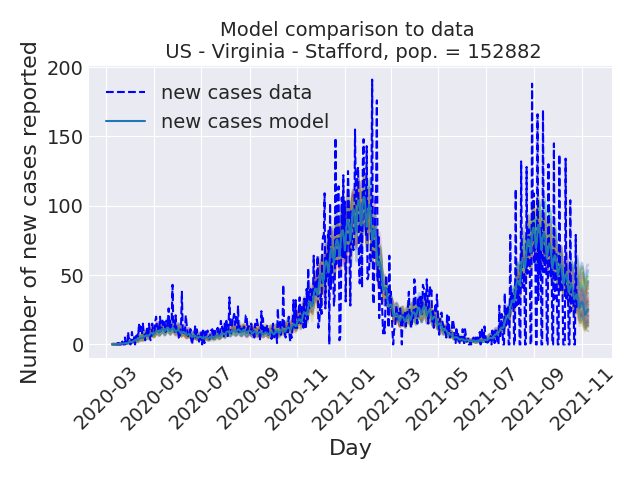 Model comparison to data
US - Virginia - Stafford, pop. = 152882
Number of new cases reported
200
150
100
50
0
new cases data
new cases model
2020-03
2020-05
2020-07
2020-09
2020-11
2021-01
2021-03
2021-05
2021-07
2021-09
2021-11
Day